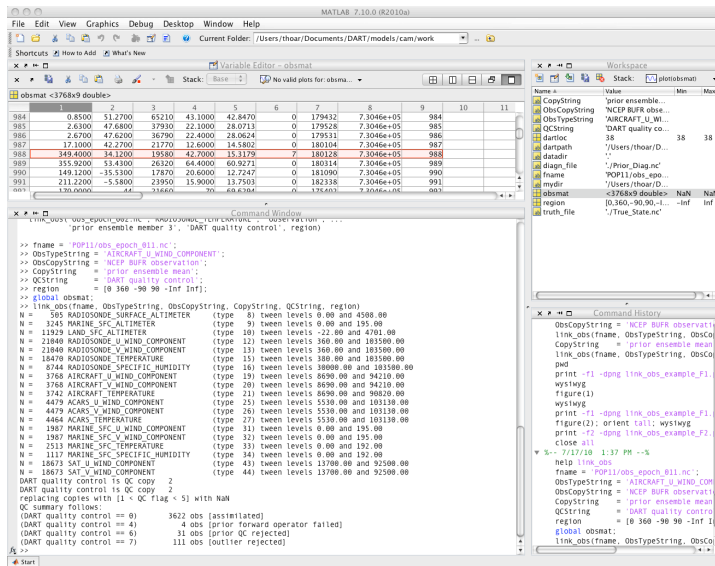 MATLAB 7.10.0 (R2010a)
File Edit View Graphics Debug Desktop Window Help
Current Folder: /Users/thoar/Documents/DART/models/cam/work
Shortcuts How to Add What's New
Variable Editor - obsmat
Stack: Base No valid plots for: obsma...
obsmat <3768x9 double>
1 2 3 4 5 6 7 8 9 10 11
984 0.8500 51.2700 65210 43.1000 42.8470 0 179432 7.3046e+05 984
985 2.6300 47.6800 37930 22.1000 28.0713 0 179528 7.3046e+05 985
986 2.6700 47.6200 36790 22.4000 28.0624 0 179531 7.3046e+05 986
987 17.1000 42.2700 21770 12.6000 14.5802 0 180104 7.3046e+05 987
988 349.4000 34.1200 19580 42.7000 15.3179 7 180128 7.3046e+05 988
989 355.9200 53.4300 26320 64.4000 60.9271 0 180314 7.3046e+05 989
990 149.1200 -35.5300 17870 20.6000 12.7247 0 181090 7.3046e+05 990
991 211.2200 -5.5800 23950 15.9000 13.7503 0 182338 7.3046e+05 991
992 170.0000 44 21660 70 69.6294 0 175042 7.3046e+05 992
Command Window
link_obs('obs_epoch_002.nc', 'RADIOSONDE_TEMPERATURE', 'observation', ...
'prior ensemble member 3', 'DART quality control', region)
>> fname = 'POP11/obs_epoch_011.nc';
>> ObsTypeString = 'AIRCRAFT_U_WIND_COMPONENT';
>> ObsCopyString = 'NCEP BUFR observation';
>> CopyString = 'prior ensemble mean';
>> QCString = 'DART quality control';
>> region = [0 360 -90 90 -Inf Inf];
>> global obsmat;
>> link_obs(fname, ObsTypeString, ObsCopyString, CopyString, QCString, region)
N = 505 RADIOSONDE_SURFACE_ALTIMETER (type 8) tween levels 0.00 and 4508.00
N = 3245 MARINE_SFC_ALTIMETER (type 9) tween levels 0.00 and 195.00
N = 11929 LAND_SFC_ALTIMETER (type 10) tween levels -22.00 and 4701.00
N = 21040 RADIOSONDE_U_WIND_COMPONENT (type 12) tween levels 360.00 and 103500.00
N = 21040 RADIOSONDE_V_WIND_COMPONENT (type 13) tween levels 360.00 and 103500.00
N = 18470 RADIOSONDE_TEMPERATURE (type 15) tween levels 380.00 and 103500.00
N = 8744 RADIOSONDE_SPECIFIC_HUMIDITY (type 16) tween levels 30000.00 and 103500.00
N = 3768 AIRCRAFT_U_WIND_COMPONENT (type 19) tween levels 8690.00 and 94210.00
N = 3768 AIRCRAFT_V_WIND_COMPONENT (type 20) tween levels 8690.00 and 94210.00
N = 3742 AIRCRAFT_TEMPERATURE (type 21) tween levels 8690.00 and 90820.00
N = 4479 ACARS_U_WIND_COMPONENT (type 25) tween levels 5530.00 and 103130.00
N = 4479 ACARS_V_WIND_COMPONENT (type 26) tween levels 5530.00 and 103130.00
N = 4464 ACARS_TEMPERATURE (type 27) tween levels 5530.00 and 103130.00
N = 1987 MARINE_SFC_U_WIND_COMPONENT (type 31) tween levels 0.00 and 195.00
N = 1987 MARINE_SFC_V_WIND_COMPONENT (type 32) tween levels 0.00 and 195.00
N = 2513 MARINE_SFC_TEMPERATURE (type 33) tween levels 0.00 and 192.00
N = 1117 MARINE_SFC_SPECIFIC_HUMIDITY (type 34) tween levels 0.00 and 192.00
N = 18673 SAT_U_WIND_COMPONENT (type 43) tween levels 13700.00 and 92500.00
N = 18673 SAT_V_WIND_COMPONENT (type 44) tween levels 13700.00 and 92500.00
DART quality control is QC copy 2
DART quality control is QC copy 2
replacing copies with [1 < QC flag < 5] with NaN
QC summary follows:
(DART quality control == 0) 3622 obs [assimilated]
(DART quality control == 4) 4 obs [prior forward operator failed]
(DART quality control == 6) 31 obs [prior QC rejected]
(DART quality control == 7) 111 obs [outlier rejected]
fx >>
Start
Workspace
Stack: plotobsmat(i)
Name Value Min Max
CopyString 'prior ensemble...
ObsCopyString 'NCEP BUFR obse...
ObsTypeString 'AIRCRAFT_U_WI...
QCString 'DART quality co...
dartloc 38 38 38
dartpath '/Users/thoar/D...
datadir '.'
diagn_file './Prior_Diag.nc'
fname 'POP11/obs_epo...
mydir '/Users/thoar/D...
obsmat <3768x9 double> NaN NaN
region [0,360,-90,90,-I... -Inf Inf
truth_file './True_State.nc'
Command History
ObsCopyString = 'NCEP BUFR observati
link_obs(fname, ObsTypeString, ObsCo
CopyString = 'prior ensemble mean
link_obs(fname, ObsTypeString, ObsCo
pwd
print -f1 -dpng link_obs_example_F1.
wysiwyg
figure(1)
wysiwyg
print -f1 -dpng link_obs_example_F1.
figure(2); orient tall; wysiwyg
print -f2 -dpng link_obs_example_F2.
close all
%-- 7/17/10 1:37 PM --%
help link_obs
fname = 'POP11/obs_epoch_011.nc';
ObsTypeString = 'AIRCRAFT_U_WIND_COM
ObsCopyString = 'NCEP BUFR observati
CopyString = 'prior ensemble mean
QCString = 'DART quality contro
region = [0 360 -90 90 -Inf I
global obsmat;
link_obs(fname, ObsTypeString, ObsCo